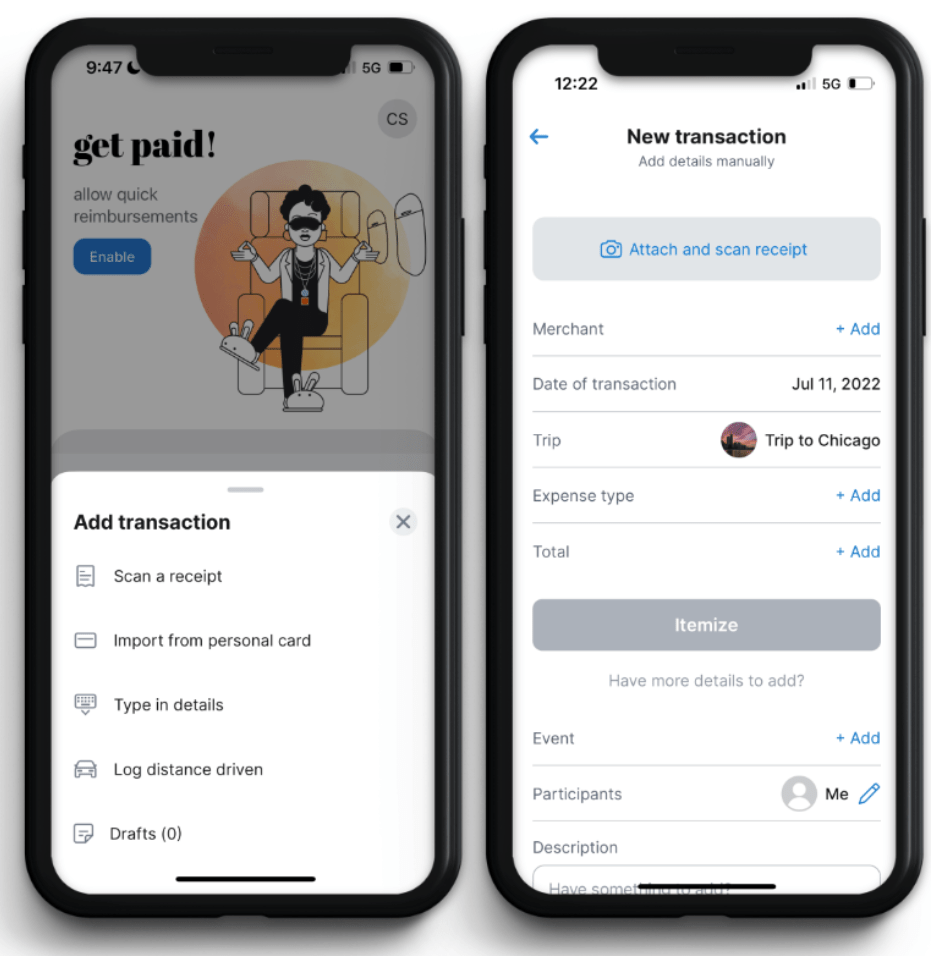 9:47
5G
CS
get paid!
allow quick
reimbursements
Enable
Add transaction
Scan a receipt
Import from personal card
Type in details
Log distance driven
Drafts (0)
12:22
5G
New transaction
Add details manually
Attach and scan receipt
Merchant + Add
Date of transaction Jul 11, 2022
Trip Trip to Chicago
Expense type + Add
Total + Add
Itemize
Have more details to add?
Event + Add
Participants Me
Description
Have something to add?